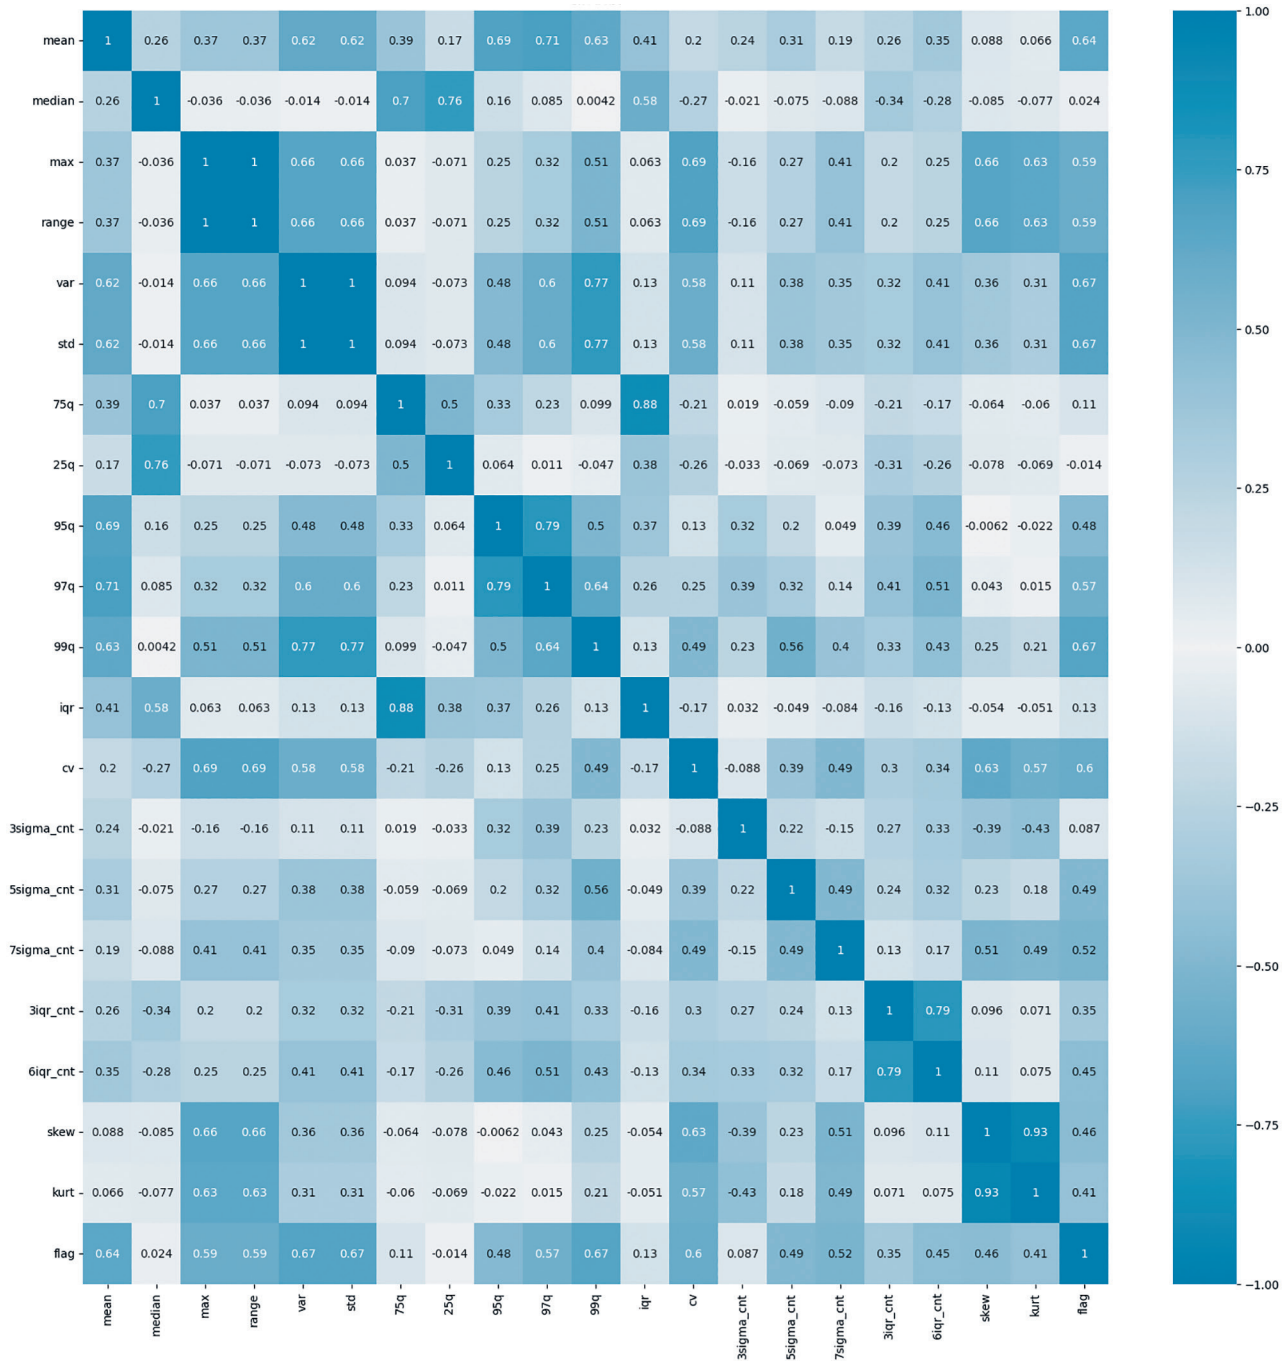 mean 1 0.26 0.37 0.37 0.62 0.62 0.39 0.17 0.69 0.71 0.63 0.41 0.2 0.24 0.31 0.19 0.26 0.35 0.088 0.066 0.64
median 0.26 1 -0.036 -0.036 -0.014 -0.014 0.7 0.76 0.16 0.085 0.0042 0.58 -0.27 -0.021 -0.075 -0.088 -0.34 -0.28 -0.085 -0.077 0.024
max 0.37 -0.036 1 1 0.66 0.66 0.037 -0.071 0.25 0.32 0.51 0.063 0.69 -0.16 0.27 0.41 0.2 0.25 0.66 0.63 0.59
range 0.37 -0.036 1 1 0.66 0.66 0.037 -0.071 0.25 0.32 0.51 0.063 0.69 -0.16 0.27 0.41 0.2 0.25 0.66 0.63 0.59
var 0.62 -0.014 0.66 0.66 1 1 0.094 -0.073 0.48 0.6 0.77 0.13 0.58 0.11 0.38 0.35 0.32 0.41 0.36 0.31 0.67
std 0.62 -0.014 0.66 0.66 1 1 0.094 -0.073 0.48 0.6 0.77 0.13 0.58 0.11 0.38 0.35 0.32 0.41 0.36 0.31 0.67
75q 0.39 0.7 0.037 0.037 0.094 0.094 1 0.5 0.33 0.23 0.099 0.88 -0.21 0.019 -0.059 -0.09 -0.21 -0.17 -0.064 -0.06 0.11
25q 0.17 0.76 -0.071 -0.071 -0.073 -0.073 0.5 1 0.064 0.011 -0.047 0.38 -0.26 -0.033 -0.069 -0.073 -0.31 -0.26 -0.078 -0.069 -0.014
95q 0.69 0.16 0.25 0.25 0.48 0.48 0.33 0.064 1 0.79 0.5 0.37 0.13 0.32 0.2 0.049 0.39 0.46 -0.0062 -0.022 0.48
97q 0.71 0.085 0.32 0.32 0.6 0.6 0.23 0.011 0.79 1 0.64 0.26 0.25 0.39 0.32 0.14 0.41 0.51 0.043 0.015 0.57
99q 0.63 0.0042 0.51 0.51 0.77 0.77 0.099 -0.047 0.5 0.64 1 0.13 0.49 0.23 0.56 0.4 0.33 0.43 0.25 0.21 0.67
iqr 0.41 0.58 0.063 0.063 0.13 0.13 0.88 0.38 0.37 0.26 0.13 1 -0.17 0.032 -0.049 -0.084 -0.16 -0.13 -0.054 -0.051 0.13
cv 0.2 -0.27 0.69 0.69 0.58 0.58 -0.21 -0.26 0.13 0.25 0.49 -0.17 1 -0.088 0.39 0.49 0.3 0.34 0.63 0.57 0.6
3sigma_cnt 0.24 -0.021 -0.16 -0.16 0.11 0.11 0.019 -0.033 0.32 0.39 0.23 0.032 -0.088 1 0.22 -0.15 0.27 0.33 -0.39 -0.43 0.087
5sigma_cnt 0.31 -0.075 0.27 0.27 0.38 0.38 -0.059 -0.069 0.2 0.32 0.56 -0.049 0.39 0.22 1 0.49 0.24 0.32 0.23 0.18 0.49
7sigma_cnt 0.19 -0.088 0.41 0.41 0.35 0.35 -0.09 -0.073 0.049 0.14 0.4 -0.084 0.49 -0.15 0.49 1 0.13 0.17 0.51 0.49 0.52
3iqr_cnt 0.26 -0.34 0.2 0.2 0.32 0.32 -0.21 -0.31 0.39 0.41 0.33 -0.16 0.3 0.27 0.24 0.13 1 0.79 0.096 0.071 0.35
6iqr_cnt 0.35 -0.28 0.25 0.25 0.41 0.41 -0.17 -0.26 0.46 0.51 0.43 -0.13 0.34 0.33 0.32 0.17 0.79 1 0.11 0.075 0.45
skew 0.088 -0.085 0.66 0.66 0.36 0.36 -0.064 -0.078 -0.0062 0.043 0.25 -0.054 0.63 -0.39 0.23 0.51 0.096 0.11 1 0.93 0.46
kurt 0.066 -0.077 0.63 0.63 0.31 0.31 -0.06 -0.069 -0.022 0.015 0.21 -0.051 0.57 -0.43 0.18 0.49 0.071 0.075 0.93 1 0.41
flag 0.64 0.024 0.59 0.59 0.67 0.67 0.11 -0.014 0.48 0.57 0.67 0.13 0.6 0.087 0.49 0.52 0.35 0.45 0.46 0.41 1
mean median max range var std 75q 25q 95q 97q 99q iqr cv 3sigma_cnt 5sigma_cnt 7sigma_cnt 3iqr_cnt 6iqr_cnt skew kurt flag
1.00
0.75
0.50
0.25
0.00
−0.25
−0.50
−0.75
−1.00